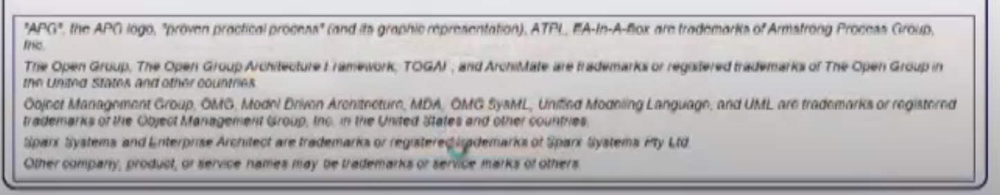 "APG", the APG logo, "proven practical process" (and its graphic representation), ATPL, EA-In-A-Box are trademarks of Armstrong Process Group,
Inc.
The Open Group, The Open Group Architecture Framework, TOGAF , and ArchiMate are trademarks or registered trademarks of The Open Group in
the United States and other countries.
Object Management Group, OMG, Model Driven Architecture, MDA, OMG SysML, Unified Modeling Language, and UML are trademarks or registered
trademarks of the Object Management Group, Inc. in the United States and other countries.
Sparx Systems and Enterprise Architect are trademarks or registered trademarks of Sparx Systems Pty Ltd.
Other company, product, or service names may be trademarks or service marks of others.